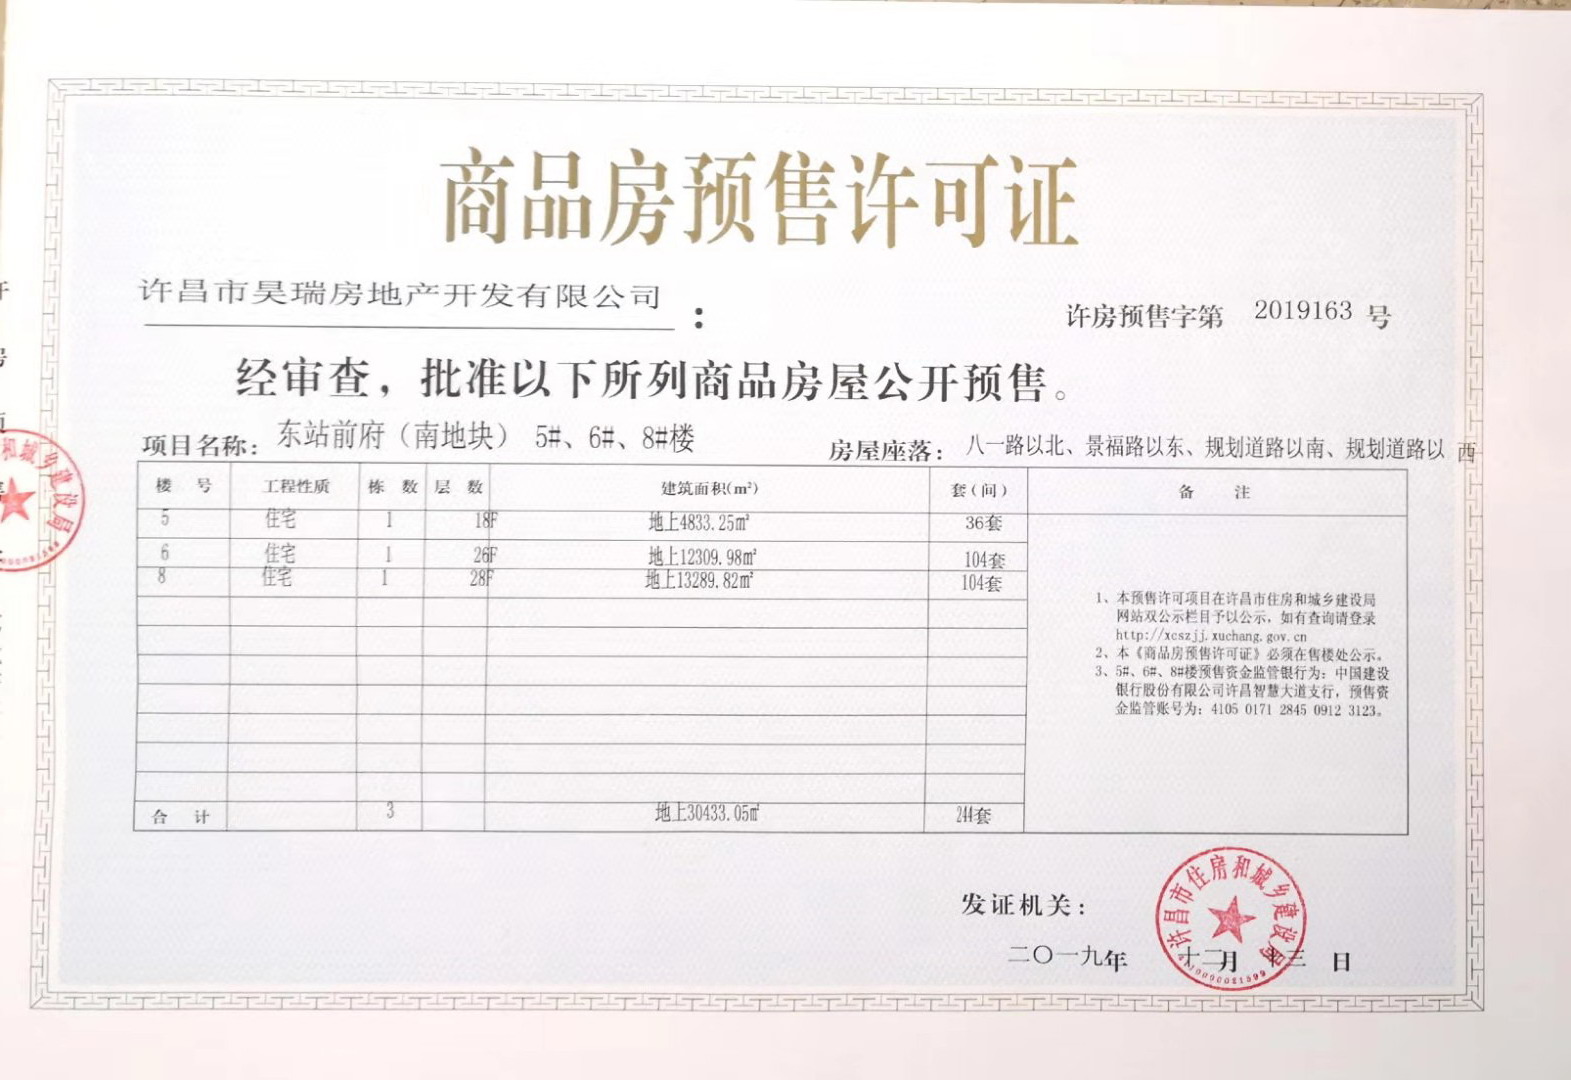 商品房预售许可证
许昌市昊瑞房地产开发有限公司：
许房预售字第 2019163 号
经审查，批准以下所列商品房屋公开预售。
项目名称：东站前府（南地块） 5#、6#、8#楼
房屋座落：八一路以北、景福路以东、规划道路以南、规划道路以 西
楼 号 工程性质 栋 数 层 数 建筑面积(m²) 套(间) 备 注
5 住宅 1 18F 地上4833.25㎡ 36套
6 住宅 1 26F 地上12309.98㎡ 104套
8 住宅 1 28F 地上13289.82㎡ 104套
1、本预售许可项目在许昌市住房和城乡建设局
网站双公示栏目予以公示，如有查询请登录
http://xcszjj.xuchang.gov.cn
2、本《商品房预售许可证》必须在售楼处公示。
3、5#、6#、8#楼预售资金监管银行为：中国建设
银行股份有限公司许昌智慧大道支行，预售资
金监管账号为：4105 0171 2845 0912 3123。
合 计 3 地上30433.05㎡ 244套
发证机关：
许昌市住房和城乡建设局
二〇一九年 十二月 十三 日
和城乡建设局